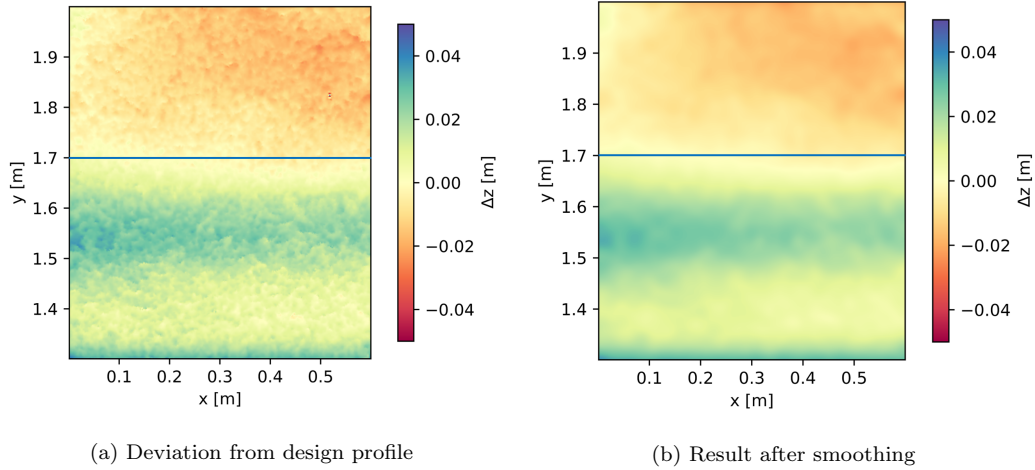 1.9
1.8
1.7
1.6
1.5
1.4
y [m]
0.1 0.2 0.3 0.4 0.5
x [m]
0.04
0.02
0.00
−0.02
−0.04
Δz [m]
(a) Deviation from design profile
1.9
1.8
1.7
1.6
1.5
1.4
y [m]
0.1 0.2 0.3 0.4 0.5
x [m]
0.04
0.02
0.00
−0.02
−0.04
Δz [m]
(b) Result after smoothing